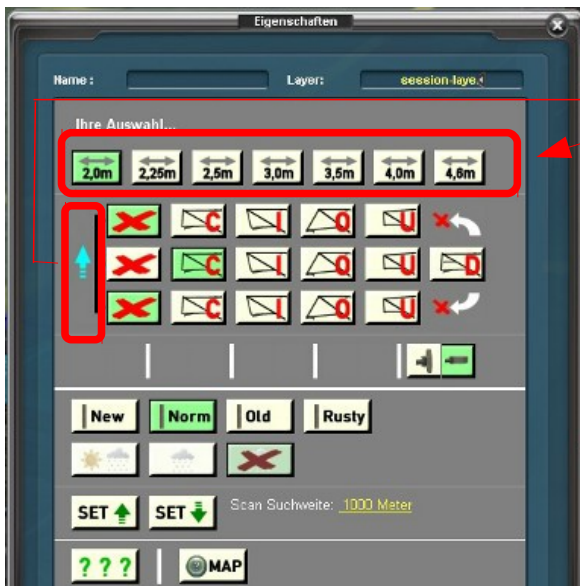 Eigenschaften
Name : Layer: session-laye
Ihre Auswahl...
2,0m 2,25m 2,5m 3,0m 3,5m 4,0m 4,6m
C I Q U
C I Q U D
C I Q U
New Norm Old Rusty
SET SET Scan Suchweite: 1000 Meter
? ? ? MAP